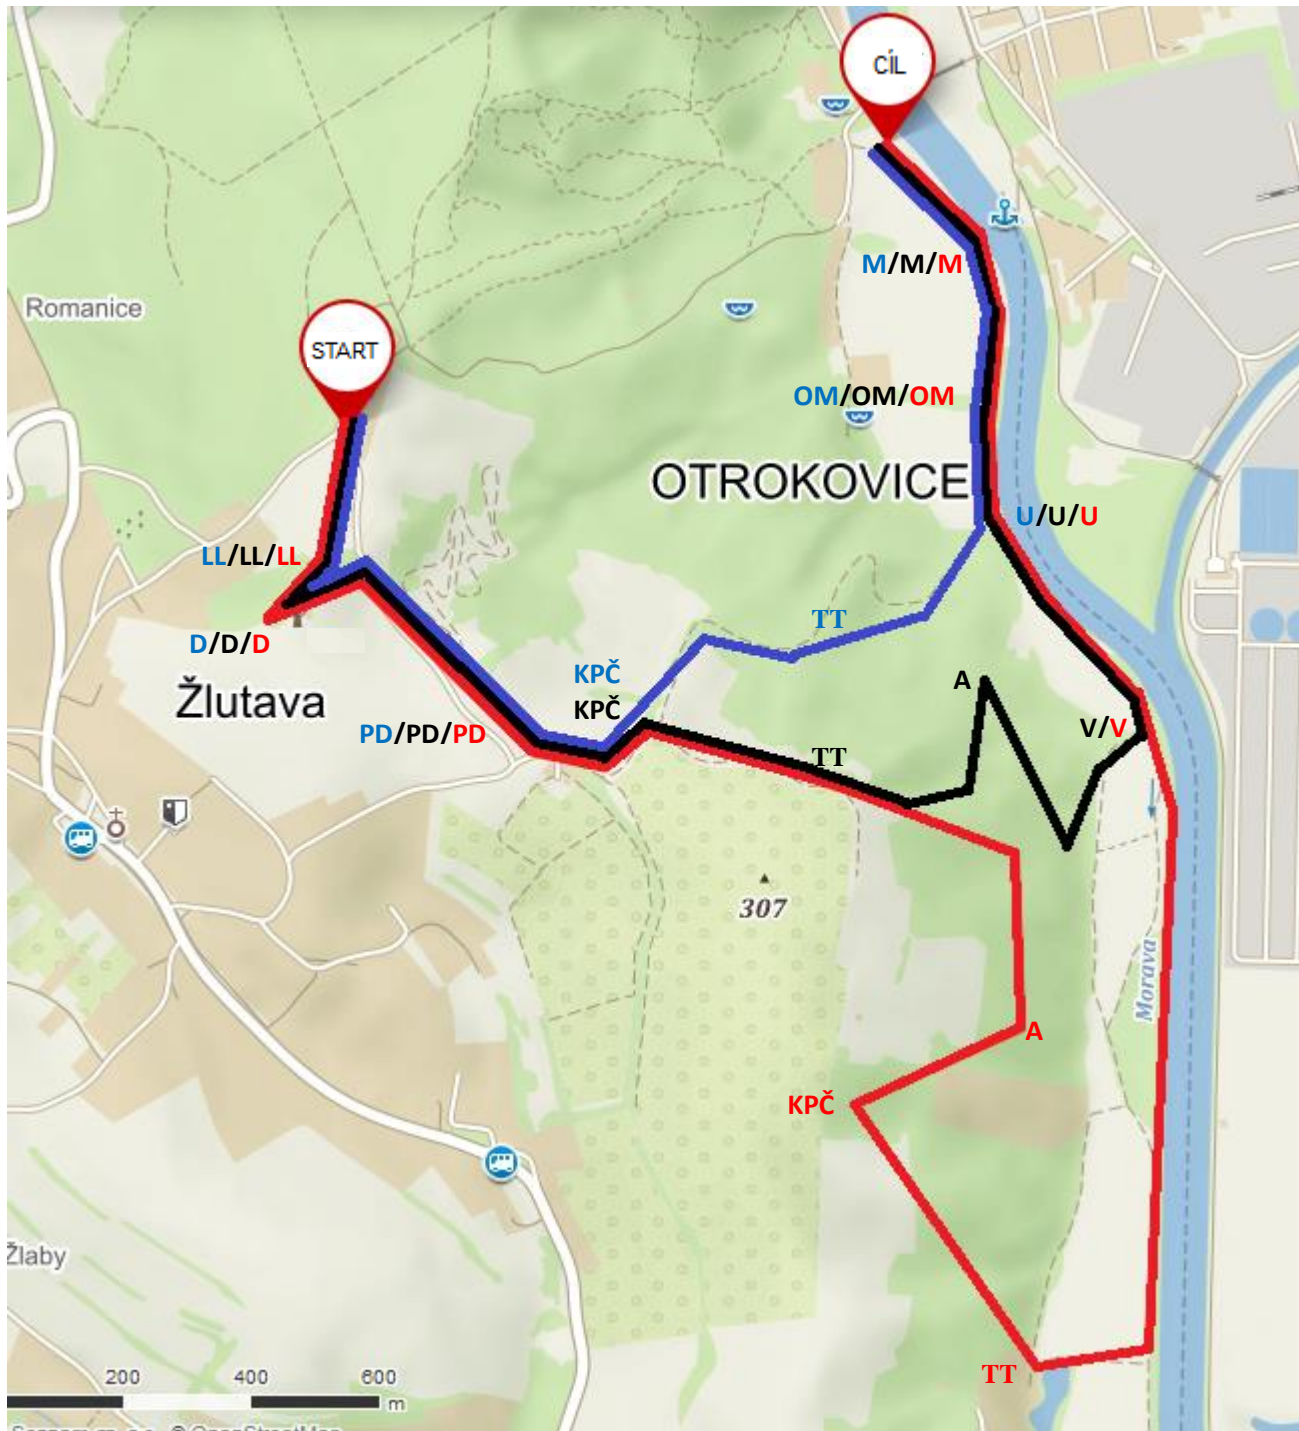 CÍL
M/M/M
Romanice
START
OM/OM/OM
OTROKOVICE
U/U/U
LL/LL/LL
TT
D/D/D
KPČ
A
Žlutava
KPČ
V/V
PD/PD/PD
TT
307
Morava
A
KPČ
Žlaby
TT
200 400 600
m